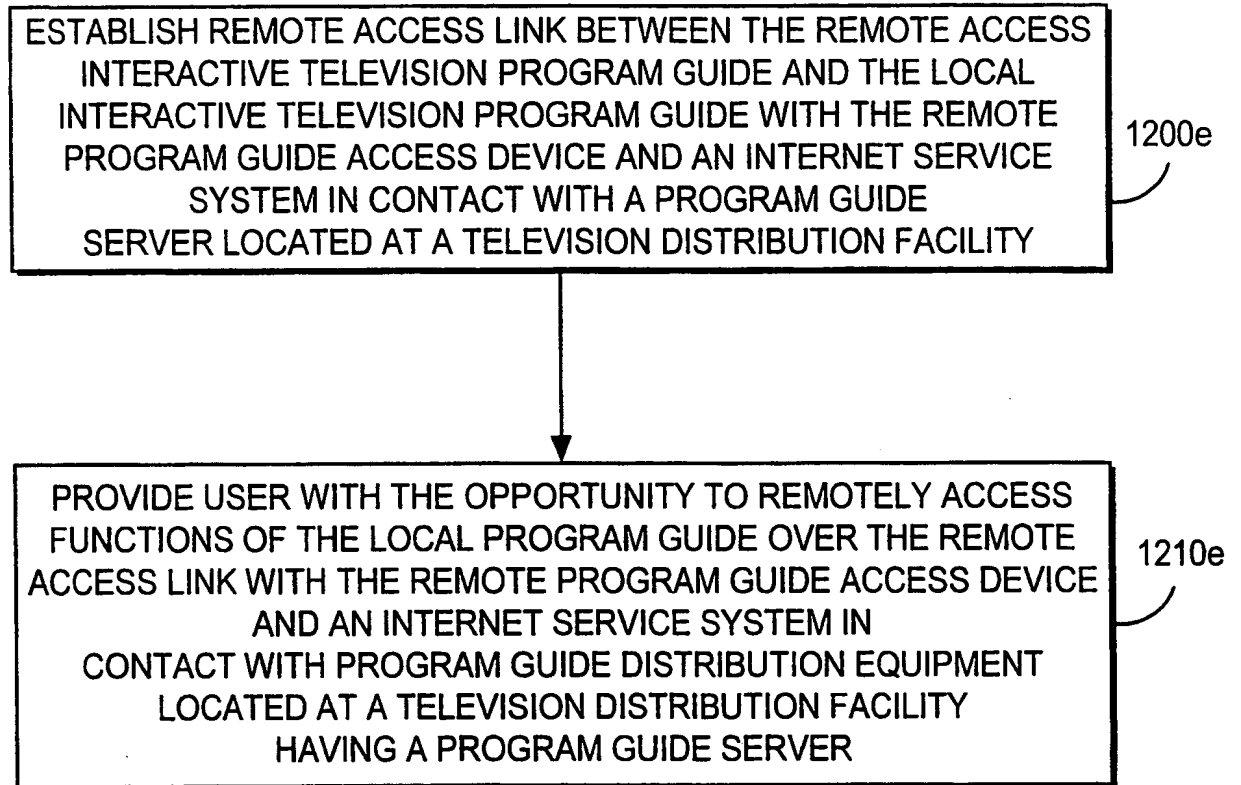 ESTABLISH REMOTE ACCESS LINK BETWEEN THE REMOTE ACCESS
INTERACTIVE TELEVISION PROGRAM GUIDE AND THE LOCAL
INTERACTIVE TELEVISION PROGRAM GUIDE WITH THE REMOTE
PROGRAM GUIDE ACCESS DEVICE AND AN INTERNET SERVICE
SYSTEM IN CONTACT WITH A PROGRAM GUIDE
SERVER LOCATED AT A TELEVISION DISTRIBUTION FACILITY
1200e
PROVIDE USER WITH THE OPPORTUNITY TO REMOTELY ACCESS
FUNCTIONS OF THE LOCAL PROGRAM GUIDE OVER THE REMOTE
ACCESS LINK WITH THE REMOTE PROGRAM GUIDE ACCESS DEVICE
AND AN INTERNET SERVICE SYSTEM IN
CONTACT WITH PROGRAM GUIDE DISTRIBUTION EQUIPMENT
LOCATED AT A TELEVISION DISTRIBUTION FACILITY
HAVING A PROGRAM GUIDE SERVER
1210e